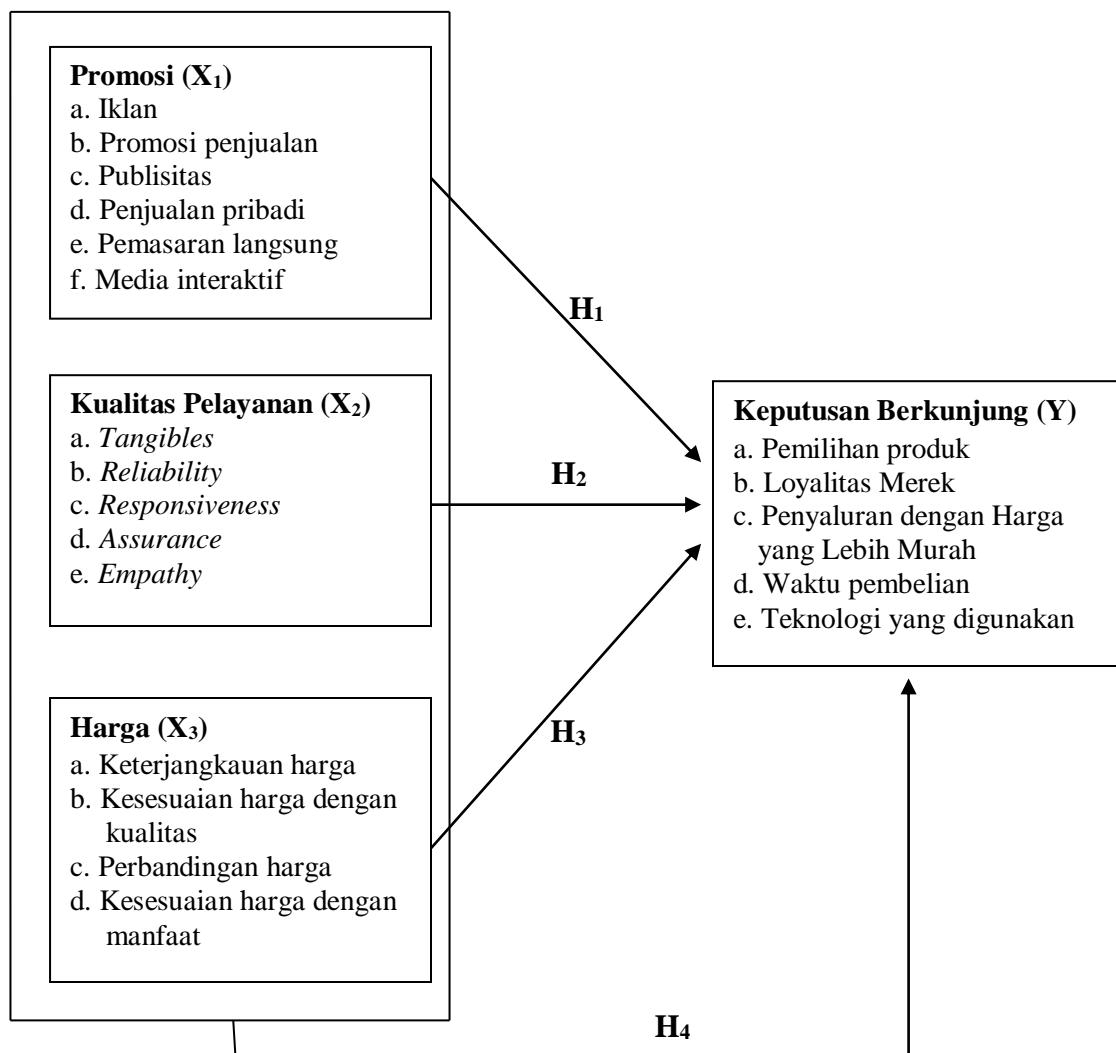 Promosi (X₁)
a. Iklan
b. Promosi penjualan
c. Publisitas
d. Penjualan pribadi
e. Pemasaran langsung
f. Media interaktif
H₁
Kualitas Pelayanan (X₂)
a. Tangibles
b. Reliability
c. Responsiveness
d. Assurance
e. Empathy
H₂
Keputusan Berkunjung (Y)
a. Pemilihan produk
b. Loyalitas Merek
c. Penyaluran dengan Harga
yang Lebih Murah
d. Waktu pembelian
e. Teknologi yang digunakan
Harga (X₃)
a. Keterjangkauan harga
b. Kesesuaian harga dengan
kualitas
c. Perbandingan harga
d. Kesesuaian harga dengan
manfaat
H₃
H₄